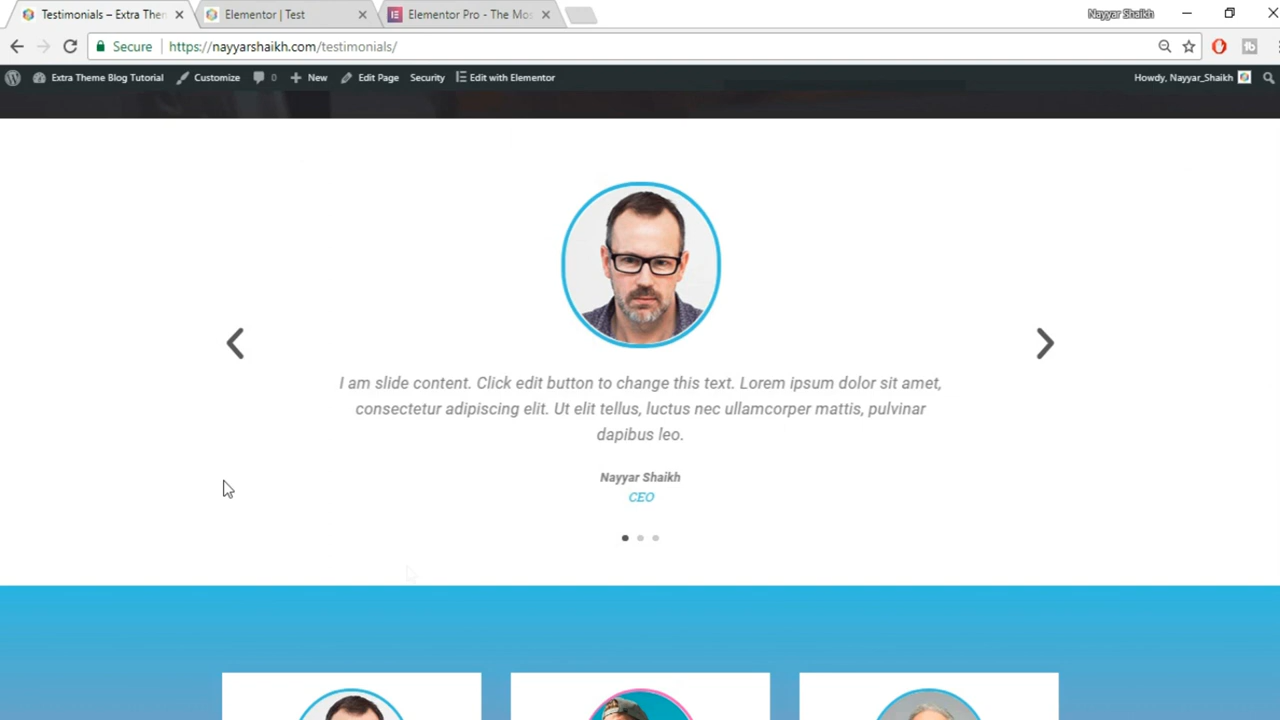 Testimonials – Extra Then
Elementor | Test
Elementor Pro - The Mos
Nayyar Shaikh
Secure
https://nayyarshaikh.com/testimonials/
Extra Theme Blog Tutorial
Customize
0
New
Edit Page
Security
Edit with Elementor
Howdy, Nayyar_Shaikh
I am slide content. Click edit button to change this text. Lorem ipsum dolor sit amet,
consectetur adipiscing elit. Ut elit tellus, luctus nec ullamcorper mattis, pulvinar
dapibus leo.
Nayyar Shaikh
CEO